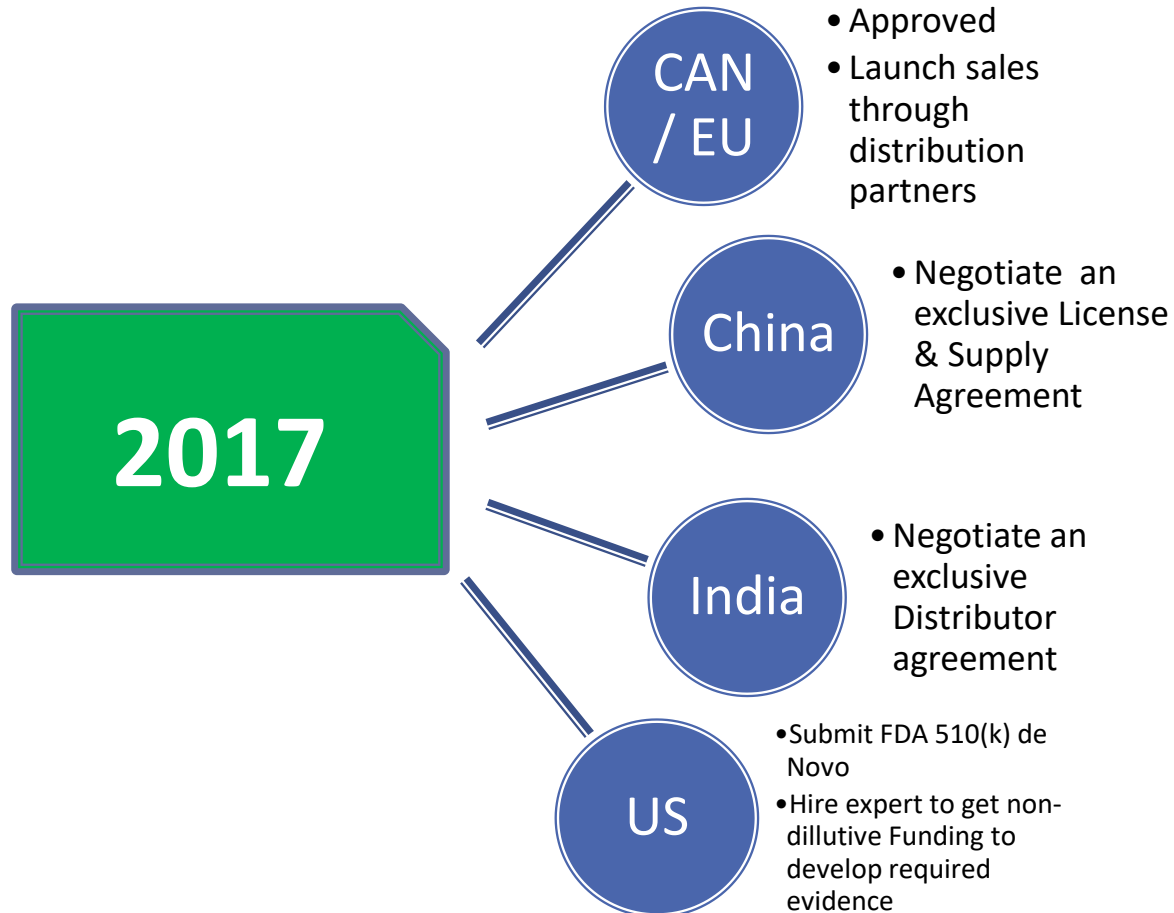 2017
CAN
/ EU
• Approved
• Launch sales
through
distribution
partners
China
• Negotiate an
exclusive License
& Supply
Agreement
India
• Negotiate an
exclusive
Distributor
agreement
US
•Submit FDA 510(k) de
Novo
•Hire expert to get non-
dillutive Funding to
develop required
evidence